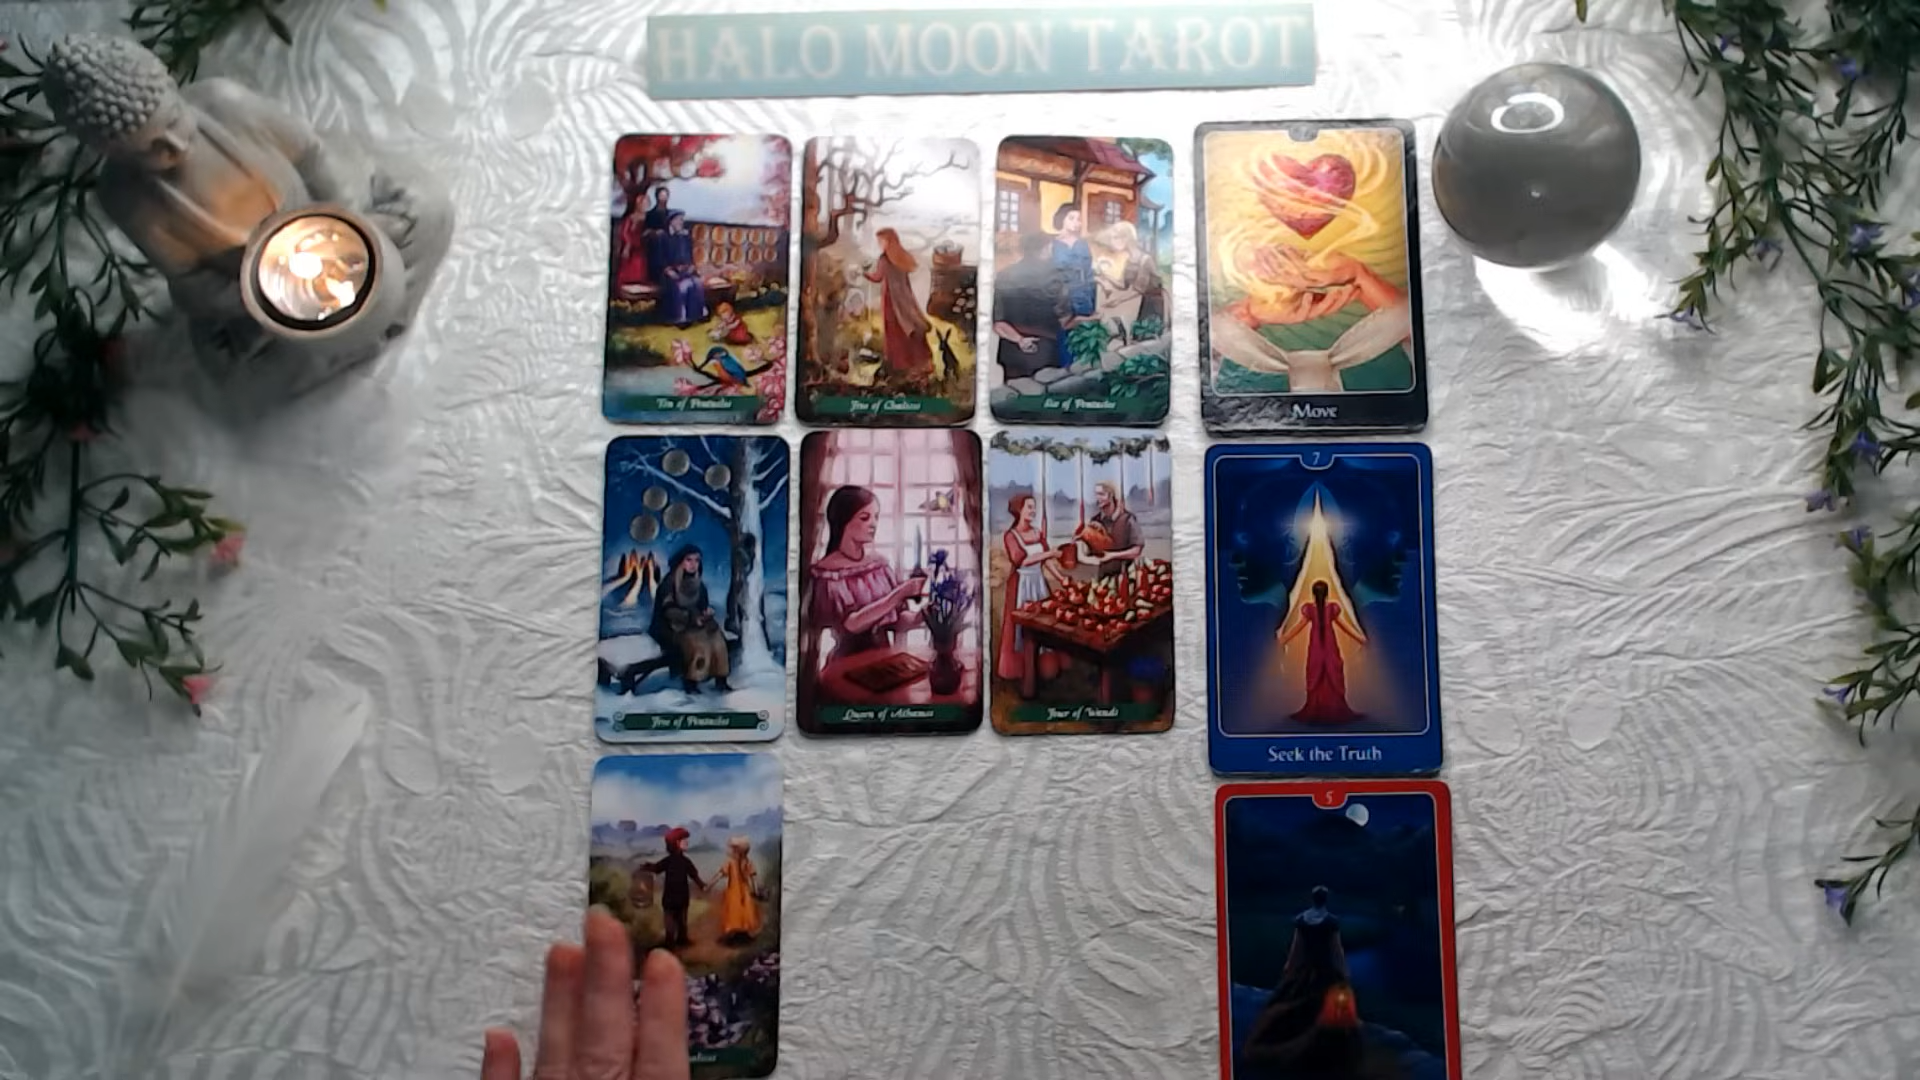 HALO MOON TAROT
Ten of Pentacles
Five of Chalices
Six of Pentacles
Move
Five of Pentacles
Queen of Athames
Four of Wands
7
Seek the Truth
5